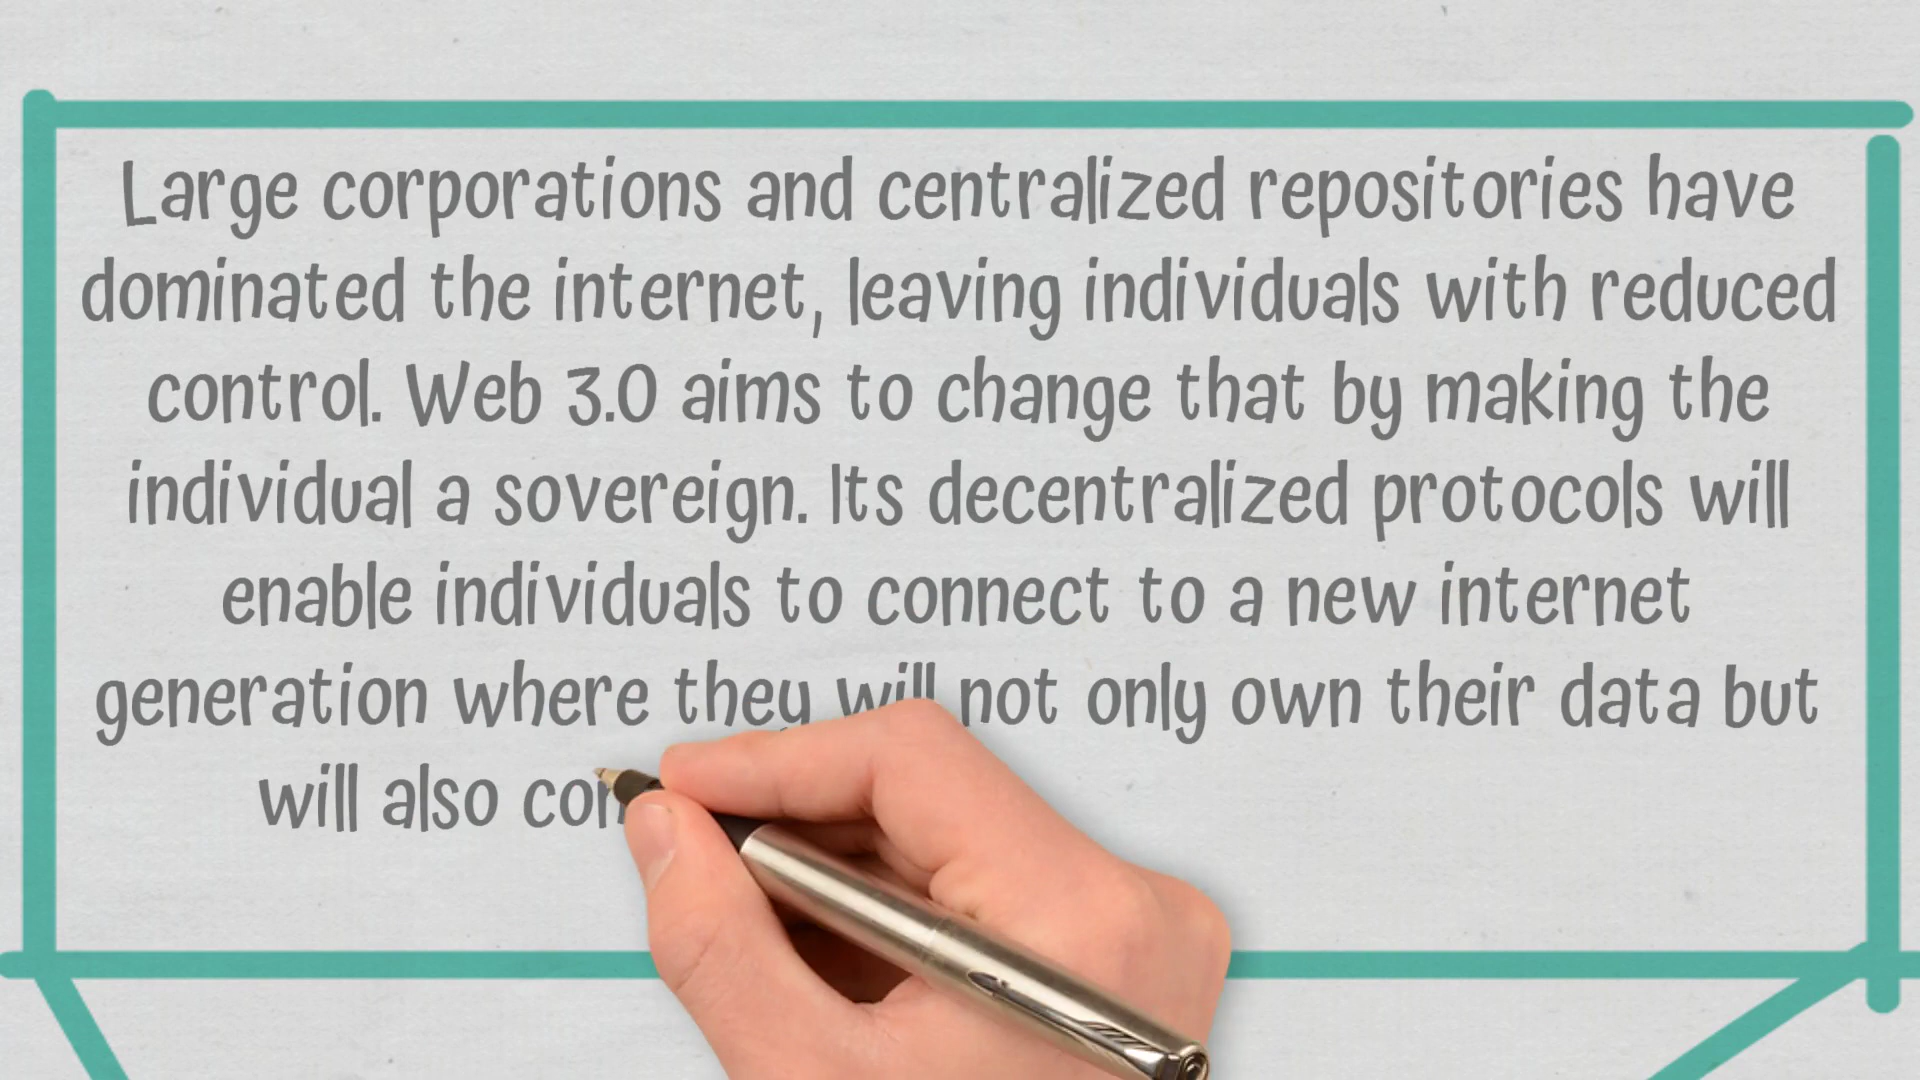 Large corporations and centralized repositories have
dominated the internet, leaving individuals with reduced
control. Web 3.0 aims to change that by making the
individual a sovereign. Its decentralized protocols will
enable individuals to connect to a new internet
generation where they will not only own their data but
will also